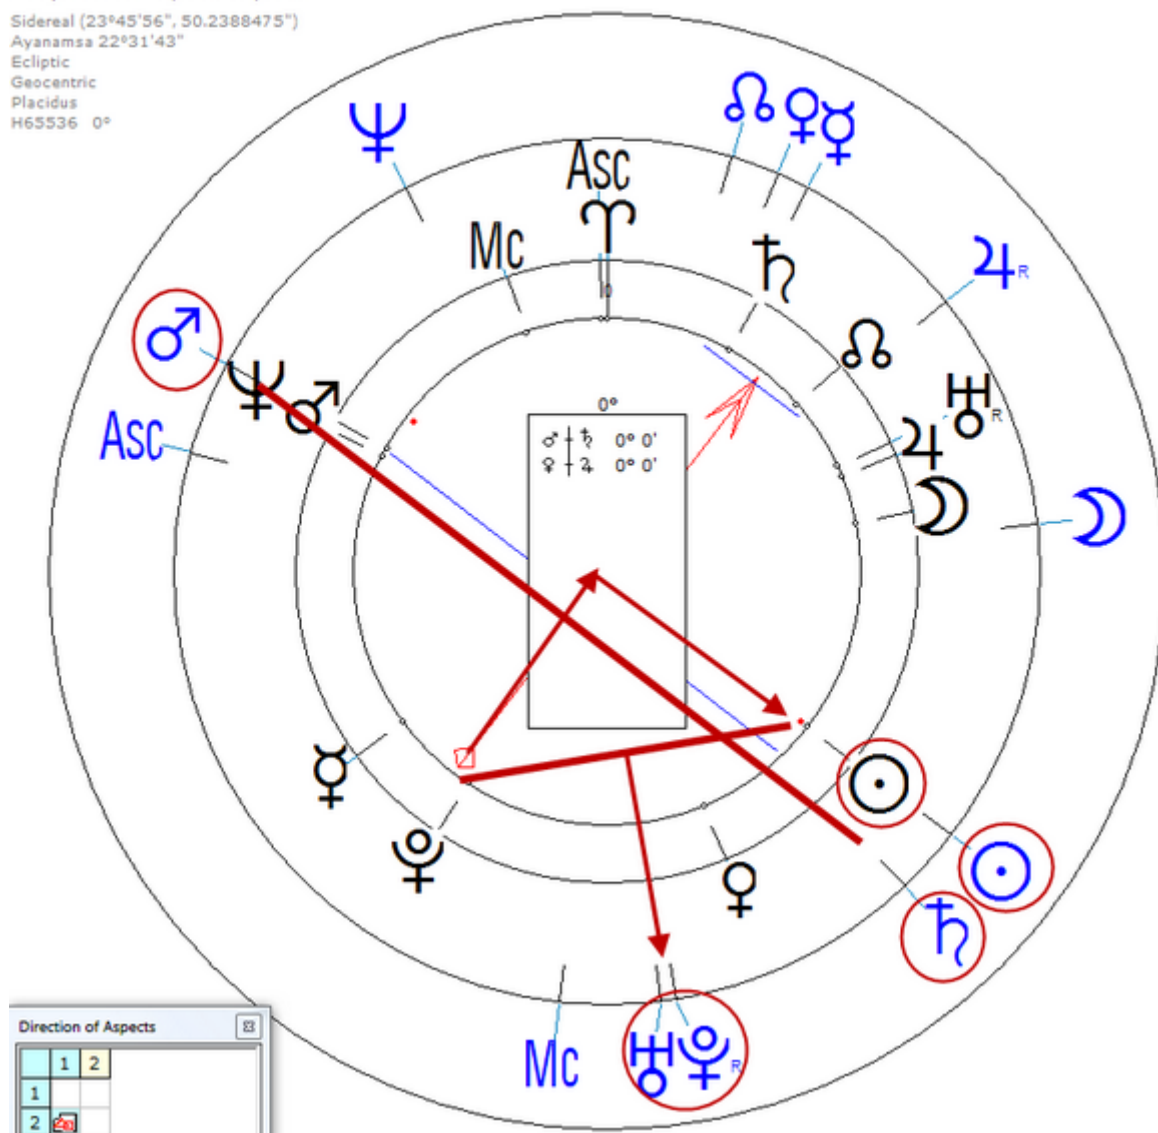 Sidereal (23°45'56", 50.2388475")
Ayanamsa 22°31'43"
Ecliptic
Geocentric
Placidus
H65536 0°
☊ ♀ ☿
♆
Asc
♈
Mc
♄
♃ R
♂
☊
♆ ♂
0°
♅ R
♂ ♄ 0° 0'
♀ ♃ 0° 0'
Asc
♃
☽
☽
☿
☉
♇
♀
☉
♄
Mc
♅ ♇ R
Direction of Aspects
1 2
1
2